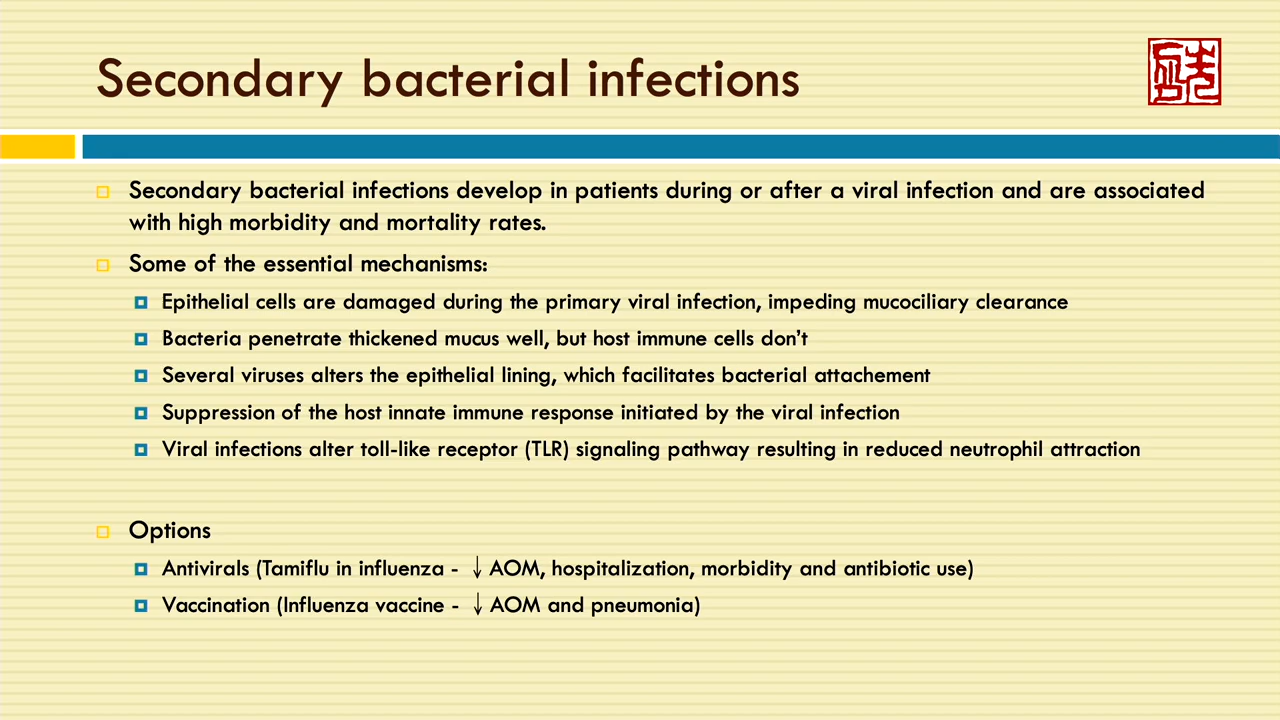 Secondary bacterial infections
Secondary bacterial infections develop in patients during or after a viral infection and are associated
with high morbidity and mortality rates.
Some of the essential mechanisms:
Epithelial cells are damaged during the primary viral infection, impeding mucociliary clearance
Bacteria penetrate thickened mucus well, but host immune cells don’t
Several viruses alters the epithelial lining, which facilitates bacterial attachement
Suppression of the host innate immune response initiated by the viral infection
Viral infections alter toll-like receptor (TLR) signaling pathway resulting in reduced neutrophil attraction
Options
Antivirals (Tamiflu in influenza - ↓ AOM, hospitalization, morbidity and antibiotic use)
Vaccination (Influenza vaccine - ↓ AOM and pneumonia)